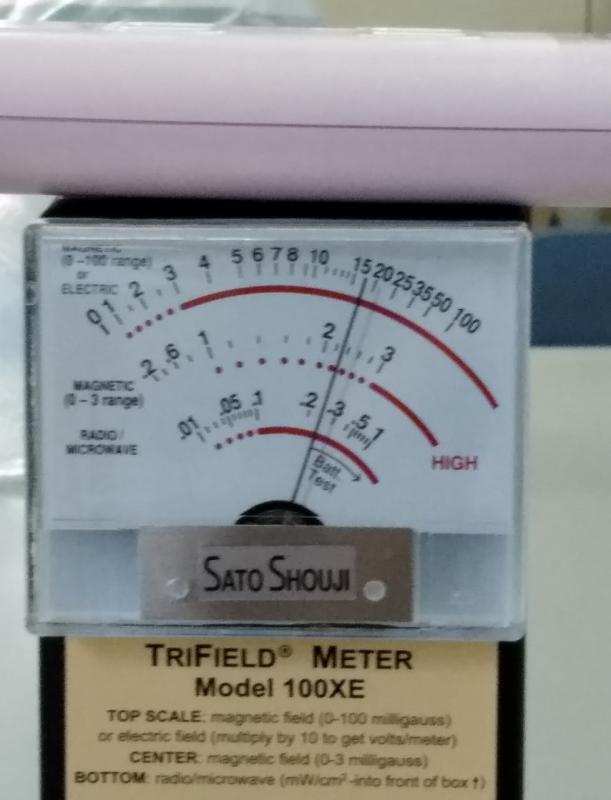 MAGNETIC
(0 – 100 range)
or
ELECTRIC
0 1 2 3 4 5 6 7 8 10 15 20 25 35 50 100
MAGNETIC
(0 – 3 range)
.2 .6 1 2 3
RADIO/
MICROWAVE
.01 .05 .1 .2 .3 .5 1
HIGH
Batt.
Test
SATO SHOUJI
TRIFIELD® METER
Model 100XE
TOP SCALE: magnetic field (0-100 milligauss)
or electric field (multiply by 10 to get volts/meter)
CENTER: magnetic field (0-3 milligauss)
BOTTOM: radio/microwave (mW/cm²-into front of box †)